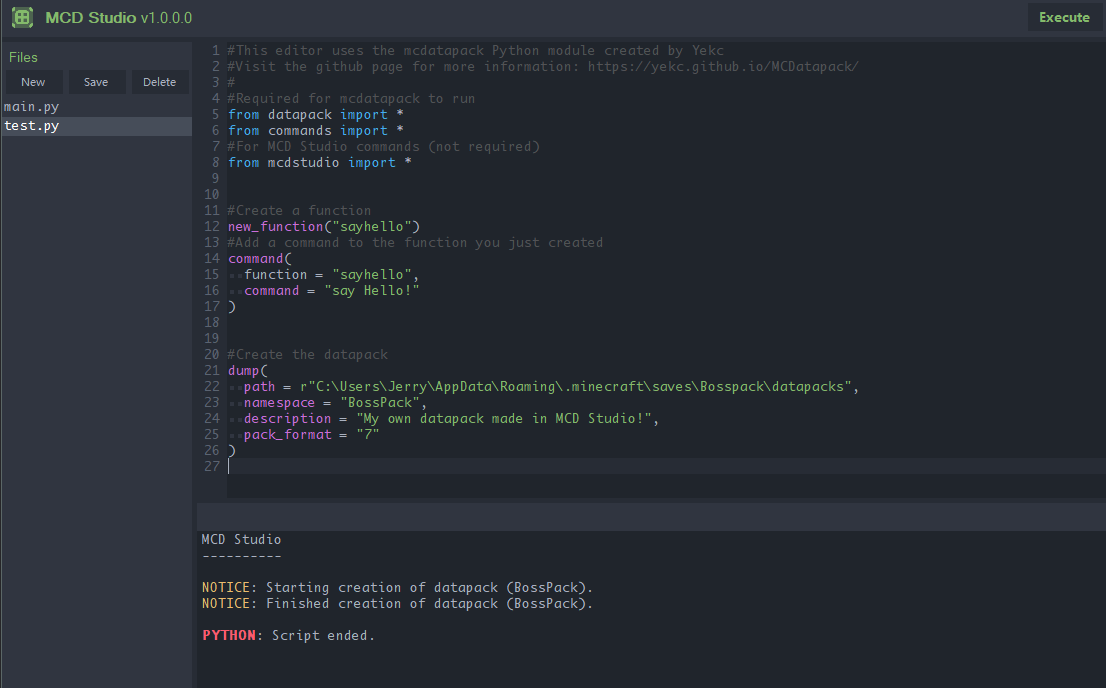 MCD Studio v1.0.0.0
Execute
Files
New Save Delete
main.py
test.py
1 #This editor uses the mcdatapack Python module created by Yekc
2 #Visit the github page for more information: https://yekc.github.io/MCDatapack/
3 #
4 #Required for mcdatapack to run
5 from datapack import *
6 from commands import *
7 #For MCD Studio commands (not required)
8 from mcdstudio import *
9
10
11 #Create a function
12 new_function("sayhello")
13 #Add a command to the function you just created
14 command(
15 function = "sayhello",
16 command = "say Hello!"
17 )
18
19
20 #Create the datapack
21 dump(
22 path = r"C:\Users\Jerry\AppData\Roaming\.minecraft\saves\Bosspack\datapacks",
23 namespace = "BossPack",
24 description = "My own datapack made in MCD Studio!",
25 pack_format = "7"
26 )
27
MCD Studio
----------
NOTICE: Starting creation of datapack (BossPack).
NOTICE: Finished creation of datapack (BossPack).
PYTHON: Script ended.